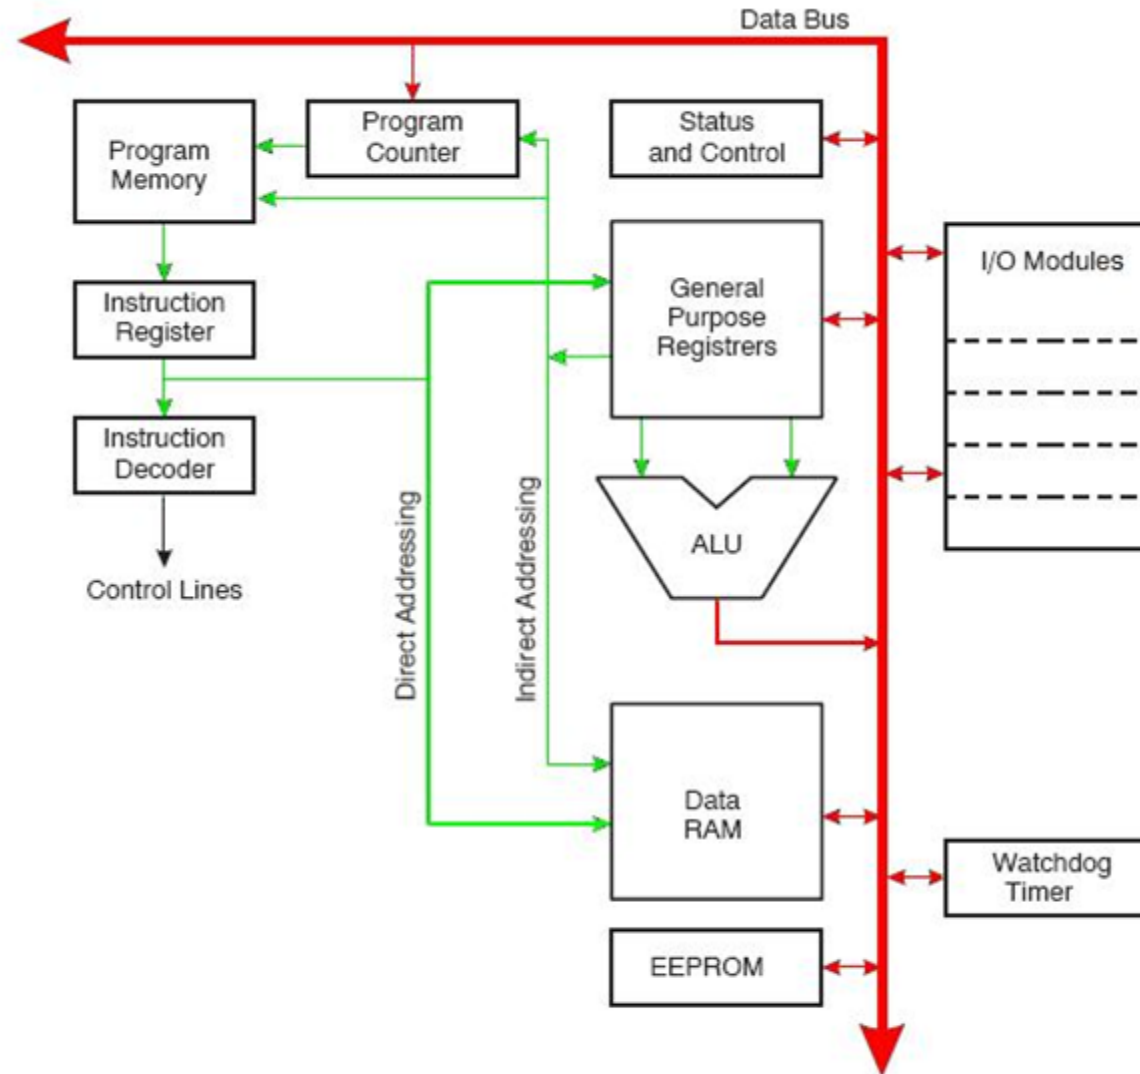 Data Bus
Program
Memory
Program
Counter
Status
and Control
I/O Modules
General
Purpose
Registrers
Instruction
Register
Instruction
Decoder
Control Lines
Direct Addressing
Indirect Addressing
ALU
Data
RAM
Watchdog
Timer
EEPROM